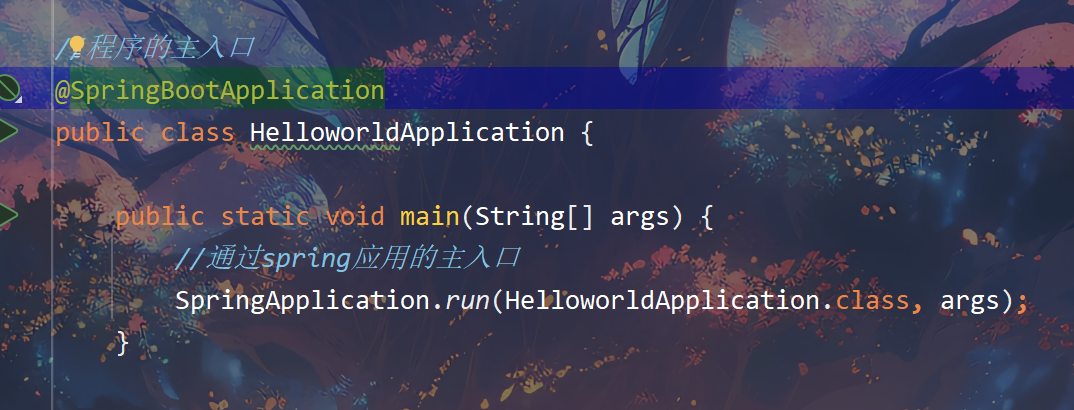 /程序的主入口
@SpringBootApplication
public class HelloworldApplication {
public static void main(String[] args) {
//通过spring应用的主入口
SpringApplication.run(HelloworldApplication.class, args);
}